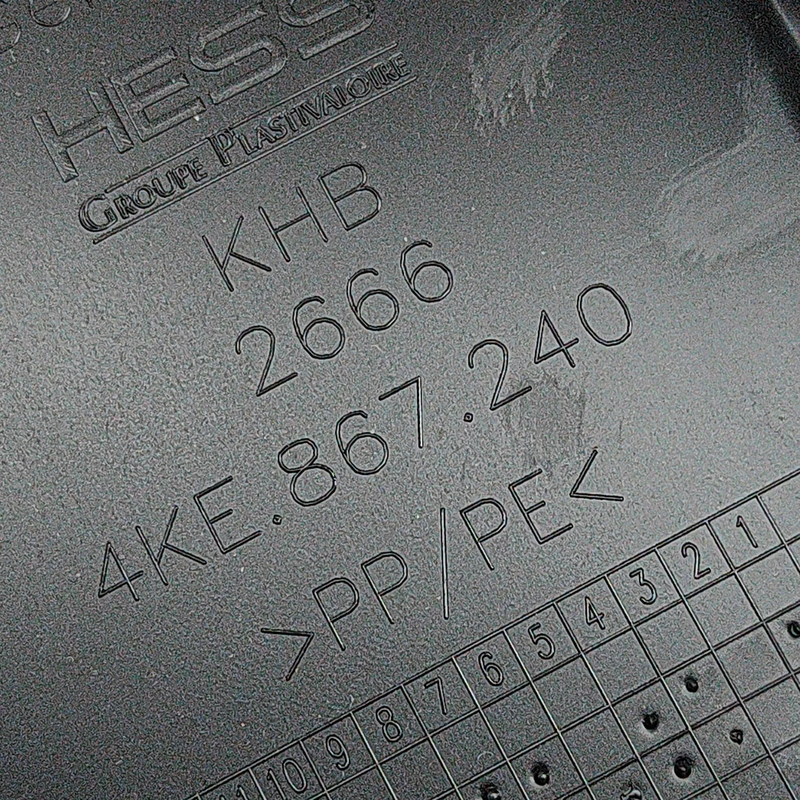 HESS
GROUPE PLASTIVALOIRE
KHB
2666
4KE.867.240
>PP/PE<
1 2 3 4 5 6 7 8 9 10 11